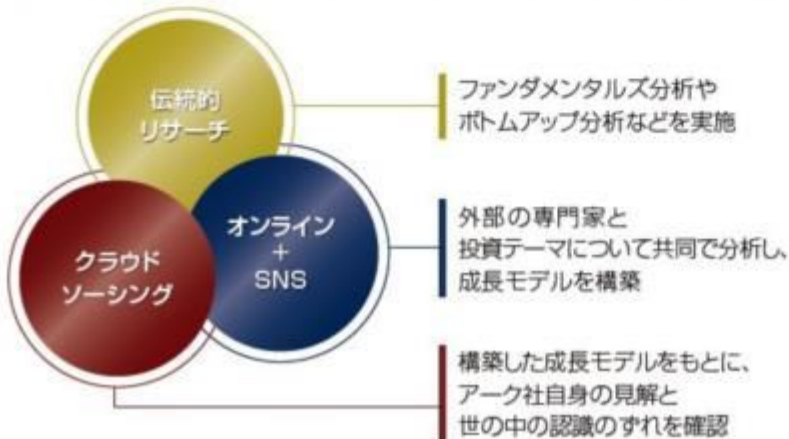 伝統的
リサーチ
ファンダメンタルズ分析や
ボトムアップ分析などを実施
オンライン
+
SNS
外部の専門家と
投資テーマについて共同で分析し、
成長モデルを構築
クラウド
ソーシング
構築した成長モデルをもとに、
アーク社自身の見解と
世の中の認識のずれを確認